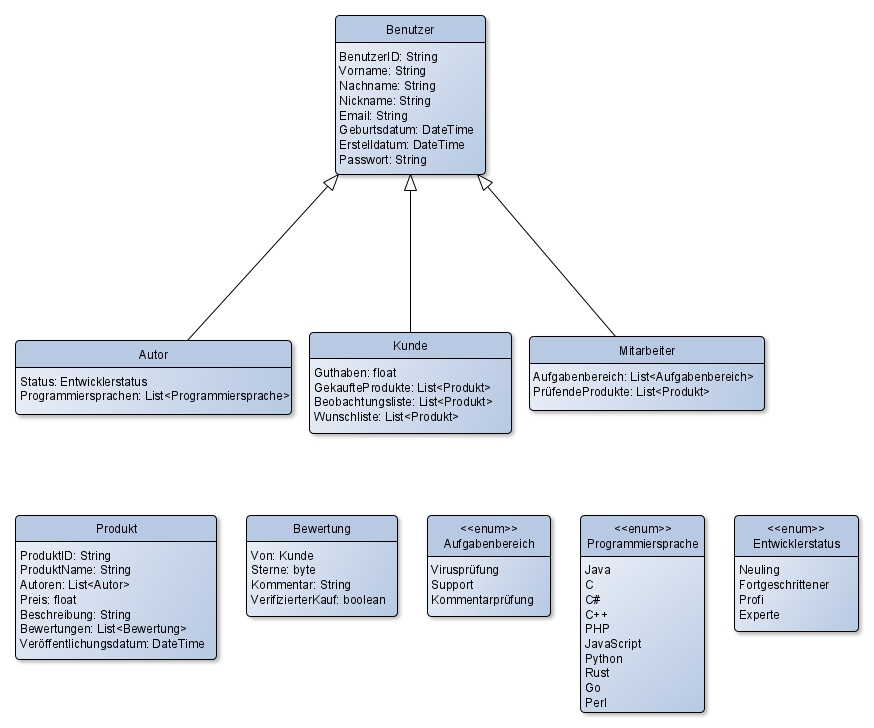 Benutzer
BenutzerID: String
Vorname: String
Nachname: String
Nickname: String
Email: String
Geburtsdatum: DateTime
Erstelldatum: DateTime
Passwort: String
Autor
Status: Entwicklerstatus
Programmiersprachen: List<Programmiersprache>
Kunde
Guthaben: float
GekaufteProdukte: List<Produkt>
Beobachtungsliste: List<Produkt>
Wunschliste: List<Produkt>
Mitarbeiter
Aufgabenbereich: List<Aufgabenbereich>
PrüfendeProdukte: List<Produkt>
Produkt
ProduktID: String
ProduktName: String
Autoren: List<Autor>
Preis: float
Beschreibung: String
Bewertungen: List<Bewertung>
Veröffentlichungsdatum: DateTime
Bewertung
Von: Kunde
Sterne: byte
Kommentar: String
VerifizierterKauf: boolean
<<enum>>
Aufgabenbereich
Virusprüfung
Support
Kommentarprüfung
<<enum>>
Programmiersprache
Java
C
C#
C++
PHP
JavaScript
Python
Rust
Go
Perl
<<enum>>
Entwicklerstatus
Neuling
Fortgeschrittener
Profi
Experte